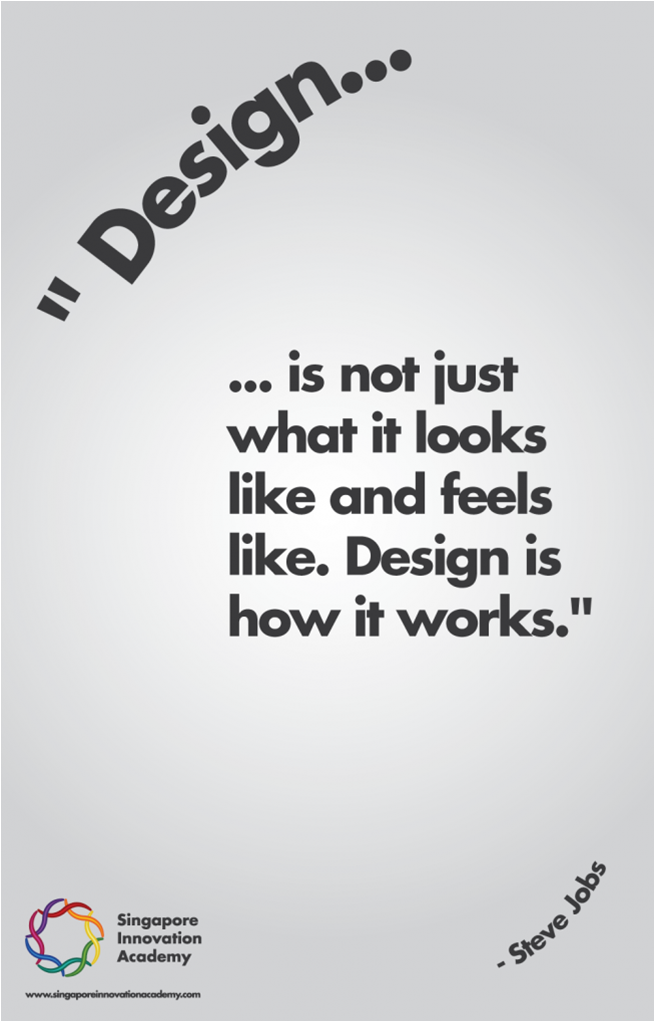 " Design...
... is not just
what it looks
like and feels
like. Design is
how it works."
- Steve Jobs
Singapore
Innovation
Academy
www.singaporeinnovationacademy.com